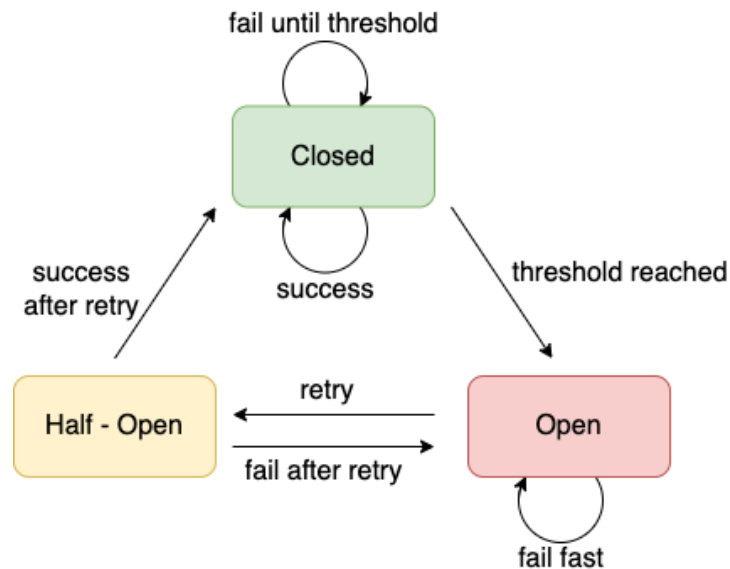 fail until threshold
Closed
success
success
after retry
threshold reached
retry
Half - Open
Open
fail after retry
fail fast